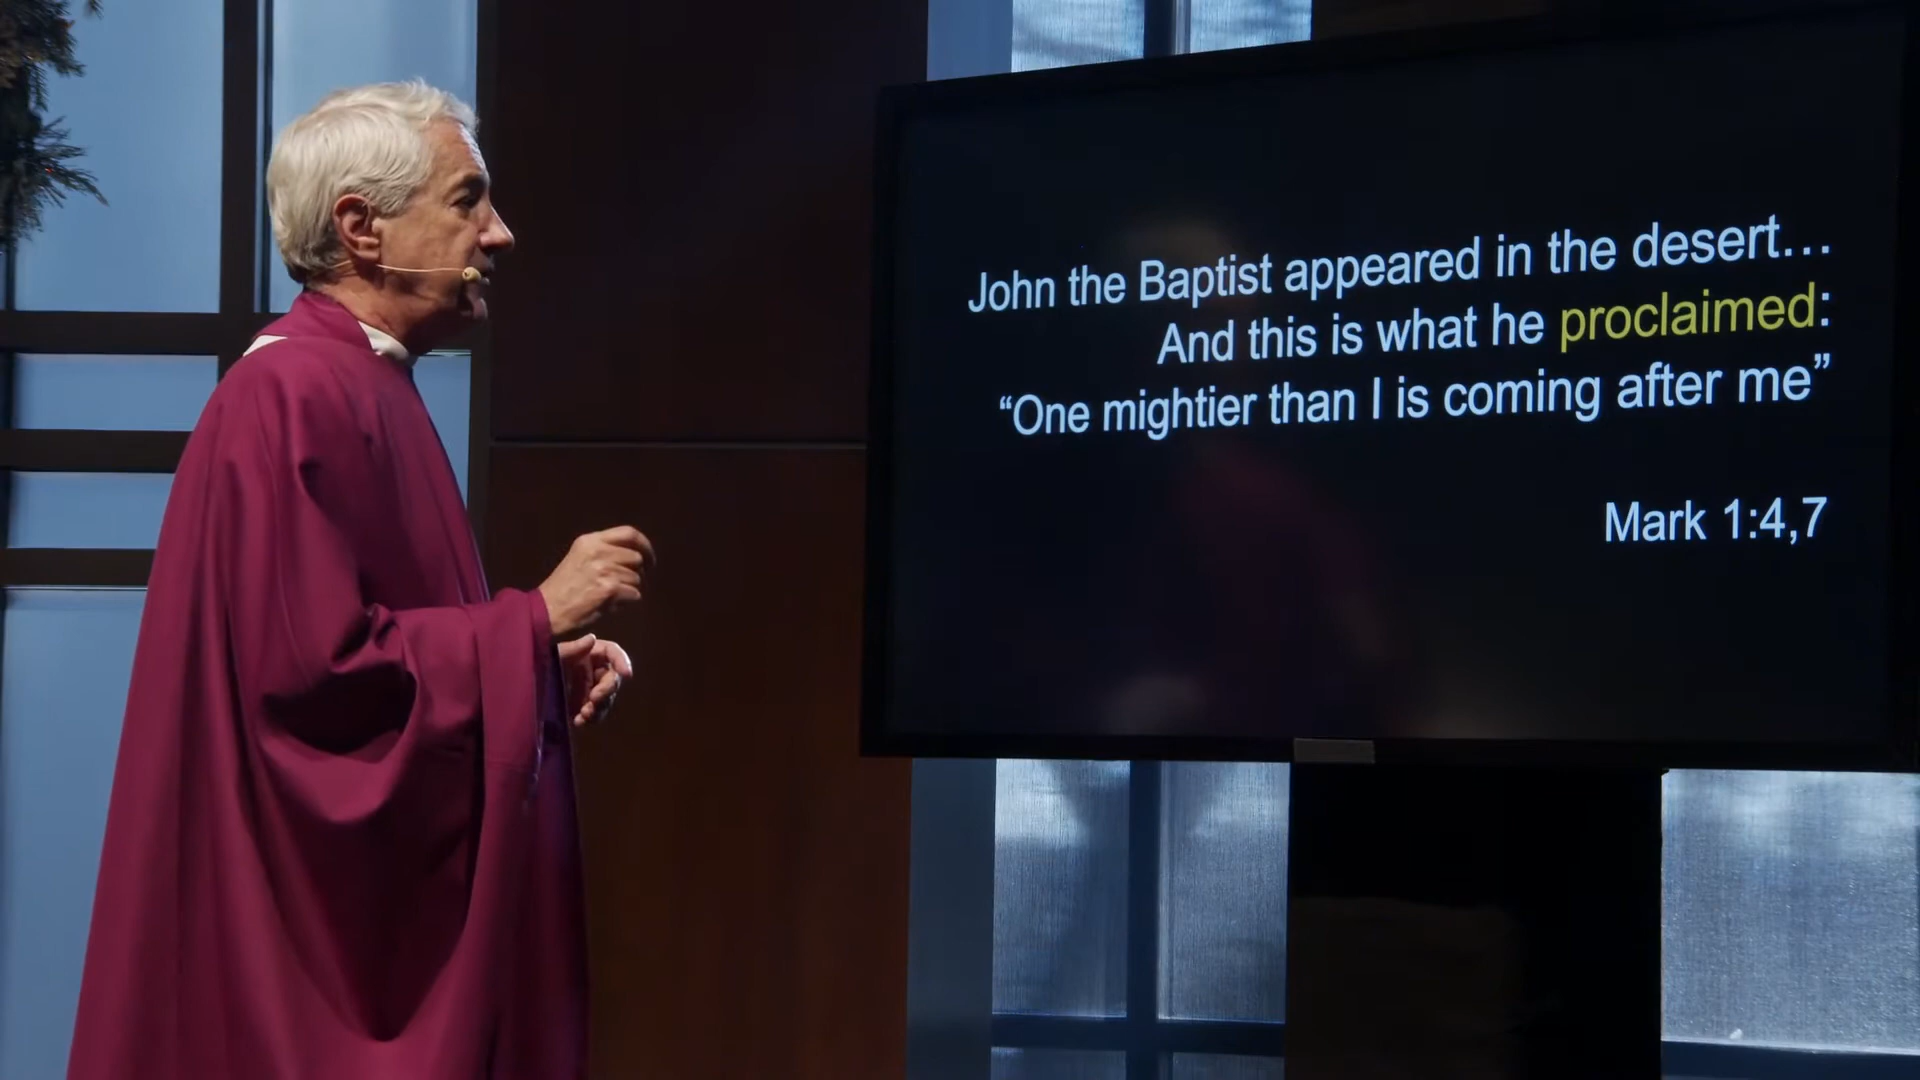 John the Baptist appeared in the desert…
And this is what he proclaimed:
“One mightier than I is coming after me”
Mark 1:4,7